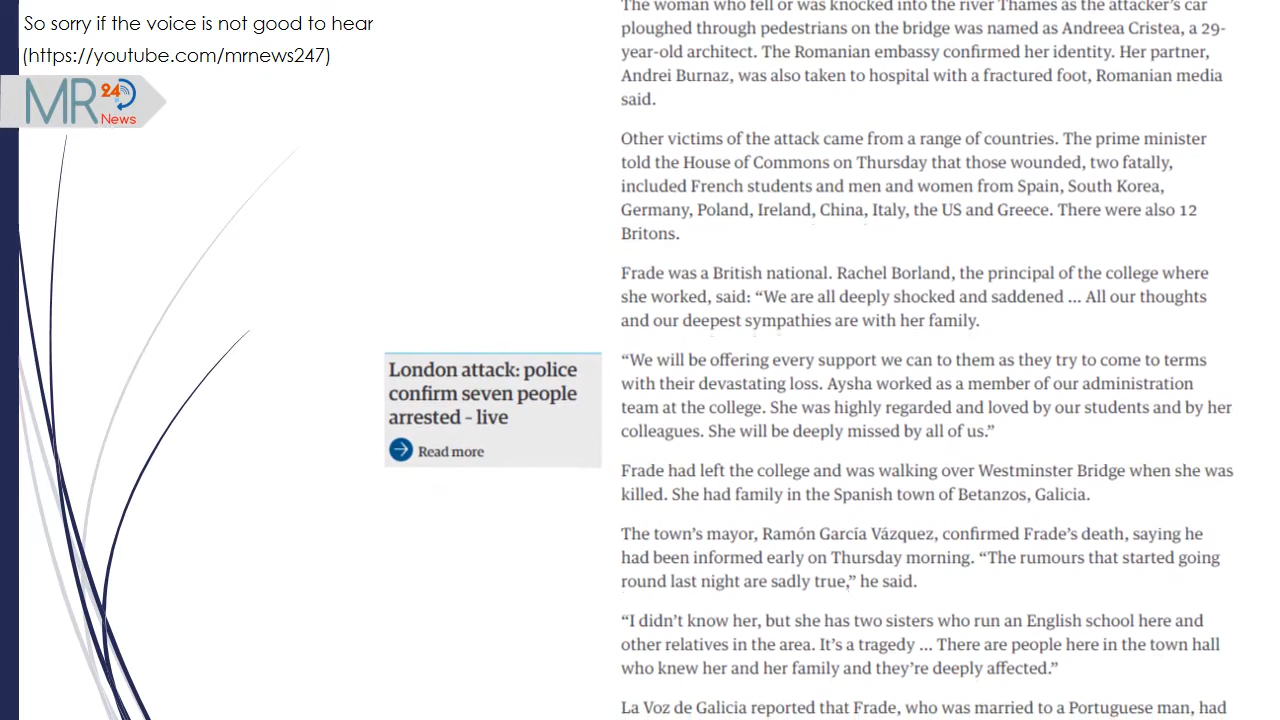 So sorry if the voice is not good to hear
(https://youtube.com/mrnews247)
MR 24
News
The woman who fell or was knocked into the river Thames as the attacker's car
ploughed through pedestrians on the bridge was named as Andreea Cristea, a 29-
year-old architect. The Romanian embassy confirmed her identity. Her partner,
Andrei Burnaz, was also taken to hospital with a fractured foot, Romanian media
said.
Other victims of the attack came from a range of countries. The prime minister
told the House of Commons on Thursday that those wounded, two fatally,
included French students and men and women from Spain, South Korea,
Germany, Poland, Ireland, China, Italy, the US and Greece. There were also 12
Britons.
Frade was a British national. Rachel Borland, the principal of the college where
she worked, said: “We are all deeply shocked and saddened ... All our thoughts
and our deepest sympathies are with her family.
London attack: police
confirm seven people
arrested - live
Read more
“We will be offering every support we can to them as they try to come to terms
with their devastating loss. Aysha worked as a member of our administration
team at the college. She was highly regarded and loved by our students and by her
colleagues. She will be deeply missed by all of us.”
Frade had left the college and was walking over Westminster Bridge when she was
killed. She had family in the Spanish town of Betanzos, Galicia.
The town’s mayor, Ramón García Vázquez, confirmed Frade’s death, saying he
had been informed early on Thursday morning. “The rumours that started going
round last night are sadly true,” he said.
“I didn’t know her, but she has two sisters who run an English school here and
other relatives in the area. It’s a tragedy ... There are people here in the town hall
who knew her and her family and they’re deeply affected.”
La Voz de Galicia reported that Frade, who was married to a Portuguese man, had